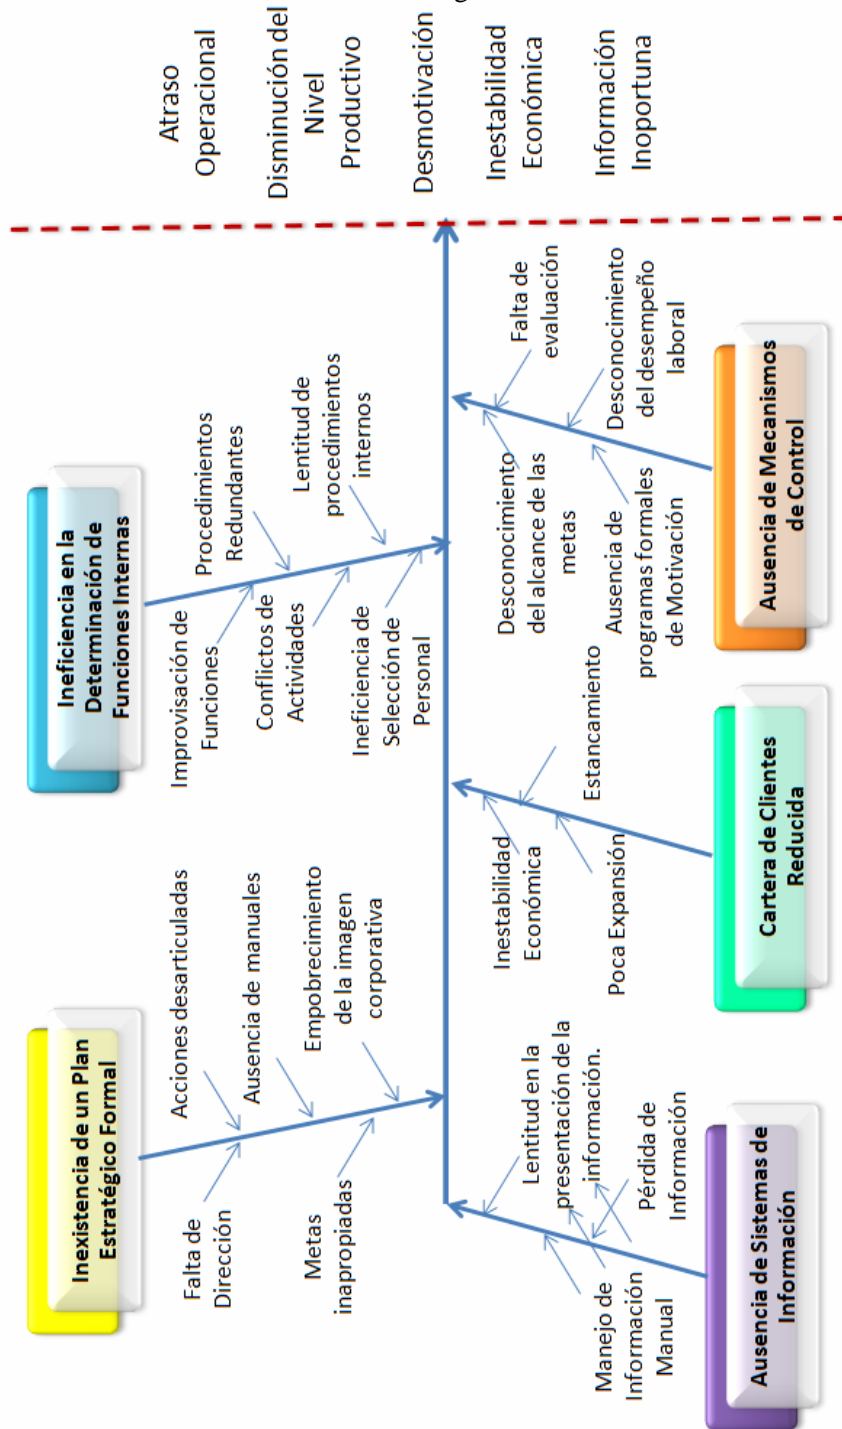 Inexistencia de un Plan
Estratégico Formal
Falta de
Dirección
Metas
inapropiadas
Acciones desarticuladas
Ausencia de manuales
Empobrecimiento
de la imagen
corporativa
Ineficiencia en la
Determinación de
Funciones Internas
Improvisación de
Funciones
Conflictos de
Actividades
Ineficiencia de
Selección de
Personal
Procedimientos
Redundantes
Lentitud de
procedimientos
internos
Atraso
Operacional
Disminución del
Nivel
Productivo
Desmotivación
Inestabilidad
Económica
Información
Inoportuna
Lentitud en la
presentación de la
información.
Pérdida de
Información
Manejo de
Información
Manual
Ausencia de Sistemas de
Información
Inestabilidad
Económica
Poca Expansión
Estancamiento
Cartera de Clientes
Reducida
Desconocimiento
del alcance de las
metas
Ausencia de
programas formales
de Motivación
Falta de
evaluación
Desconocimiento
del desempeño
laboral
Ausencia de Mecanismos
de Control